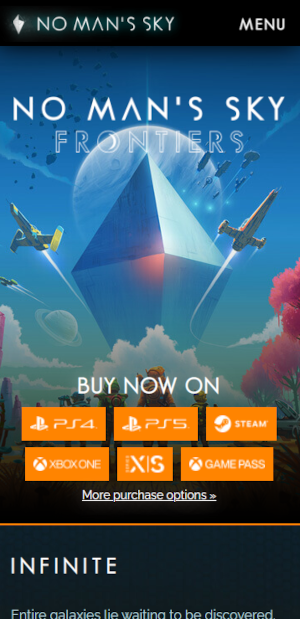 NO MAN'S SKY
MENU
NO MAN'S SKY
FRONTIERS
BUY NOW ON
PS4
PS5
STEAM
XBOX ONE
SERIES X|S
GAME PASS
More purchase options »
INFINITE
Entire galaxies lie waiting to be discovered.